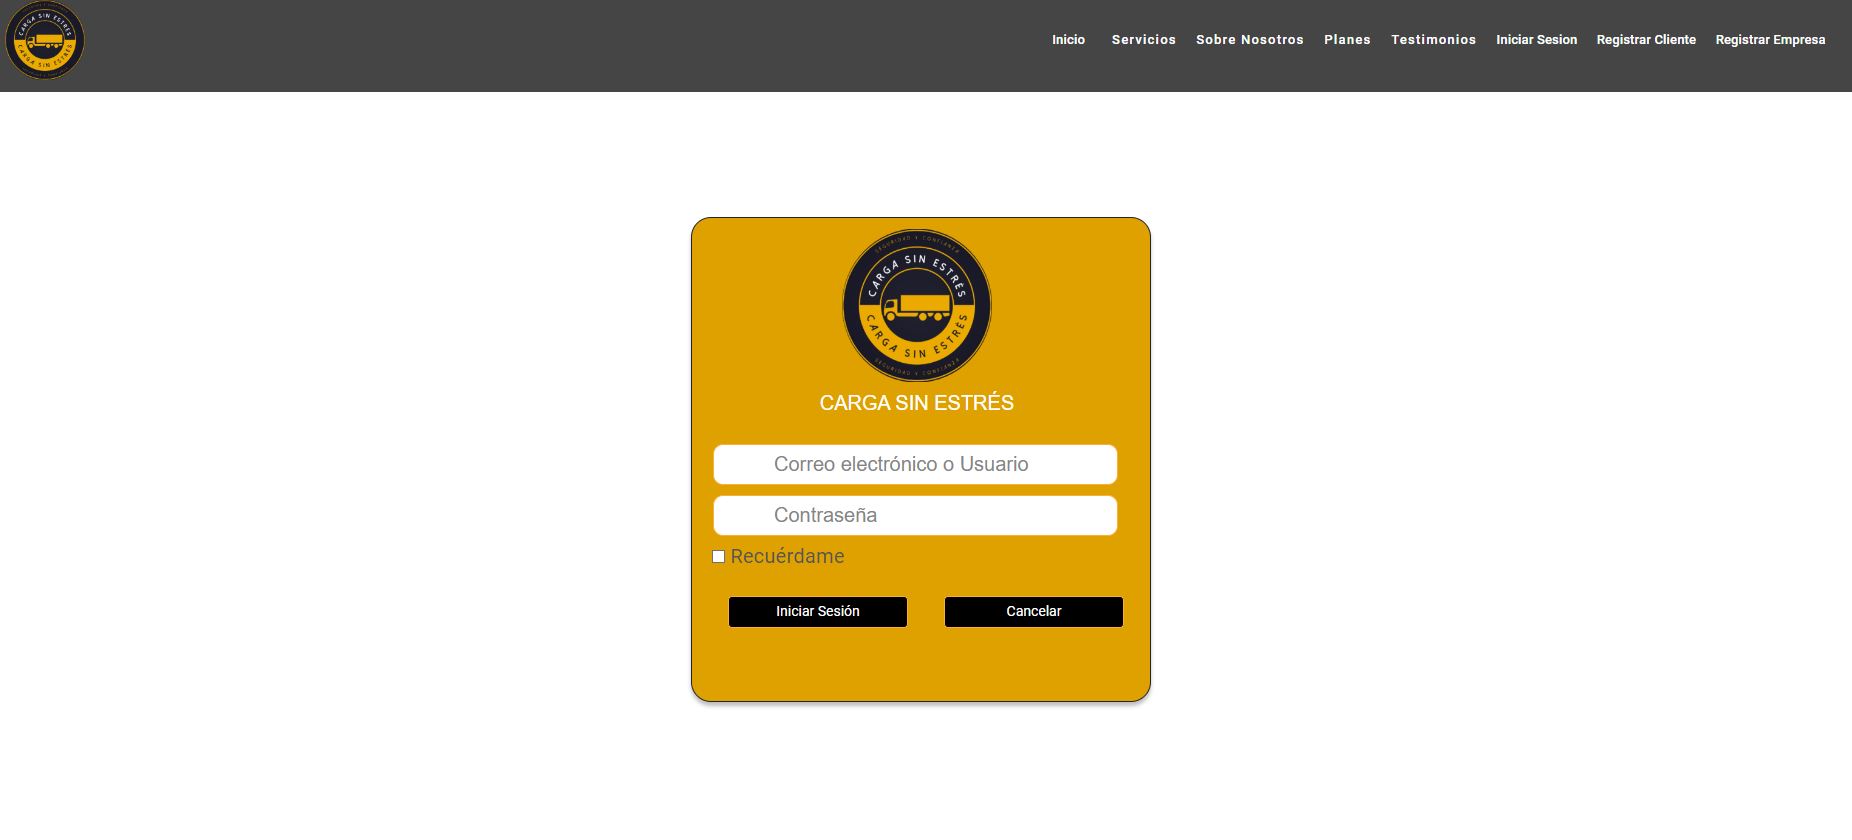 CARGA SIN ESTRÉS
CARGA SIN ESTRÉS
Inicio Servicios Sobre Nosotros Planes Testimonios Iniciar Sesion Registrar Cliente Registrar Empresa
SEGURIDAD Y CONFIANZA
CARGA SIN ESTRÉS
CARGA SIN ESTRÉS
SEGURIDAD Y CONFIANZA
CARGA SIN ESTRÉS
Correo electrónico o Usuario
Contraseña
Recuérdame
Iniciar Sesión Cancelar